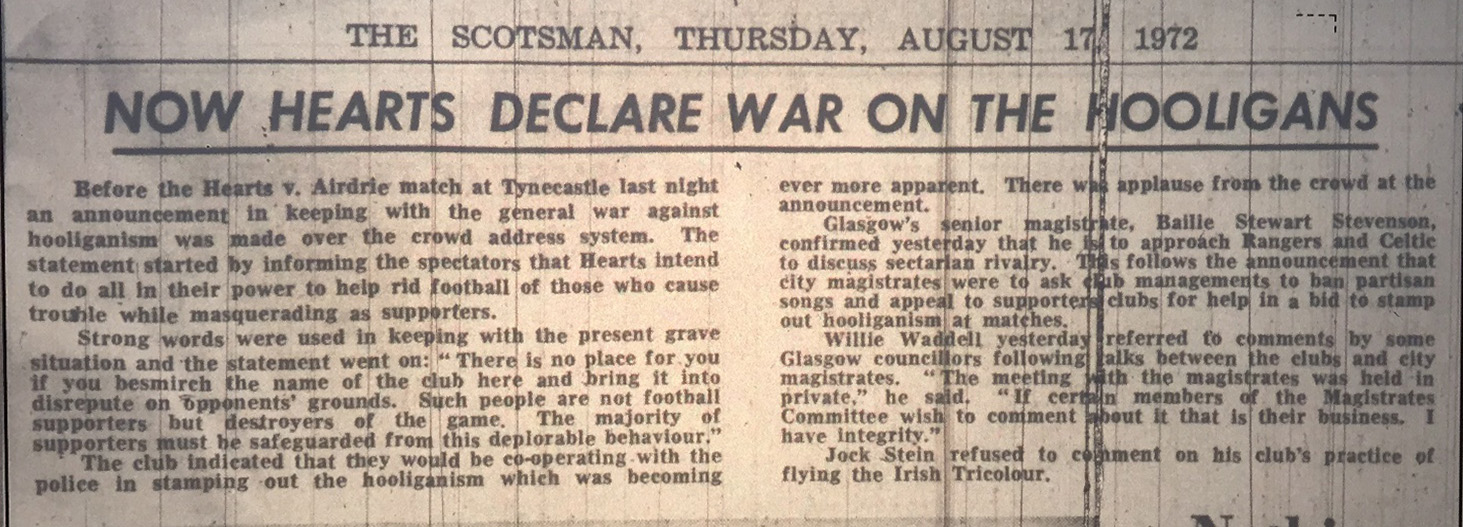 THE SCOTSMAN, THURSDAY, AUGUST 17, 1972
NOW HEARTS DECLARE WAR ON THE HOOLIGANS
Before the Hearts v. Airdrie match at Tynecastle last night
an announcement in keeping with the general war against
hooliganism was made over the crowd address system. The
statement started by informing the spectators that Hearts intend
to do all in their power to help rid football of those who cause
trouble while masquerading as supporters.
Strong words were used in keeping with the present grave
situation and the statement went on: “There is no place for you
if you besmirch the name of the club here and bring it into
disrepute on opponents' grounds. Such people are not football
supporters but destroyers of the game. The majority of
supporters must be safeguarded from this deplorable behaviour.”
The club indicated that they would be co-operating with the
police in stamping out the hooliganism which was becoming
ever more apparent. There was applause from the crowd at the
announcement.
Glasgow's senior magistrate, Bailie Stewart Stevenson,
confirmed yesterday that he is to approach Rangers and Celtic
to discuss sectarian rivalry. This follows the announcement that
city magistrates were to ask club managements to ban partisan
songs and appeal to supporters clubs for help in a bid to stamp
out hooliganism at matches.
Willie Waddell yesterday referred to comments by some
Glasgow councillors following talks between the clubs and city
magistrates. “The meeting with the magistrates was held in
private,” he said. “If certain members of the Magistrates
Committee wish to comment about it that is their business. I
have integrity.”
Jock Stein refused to comment on his club's practice of
flying the Irish Tricolour.